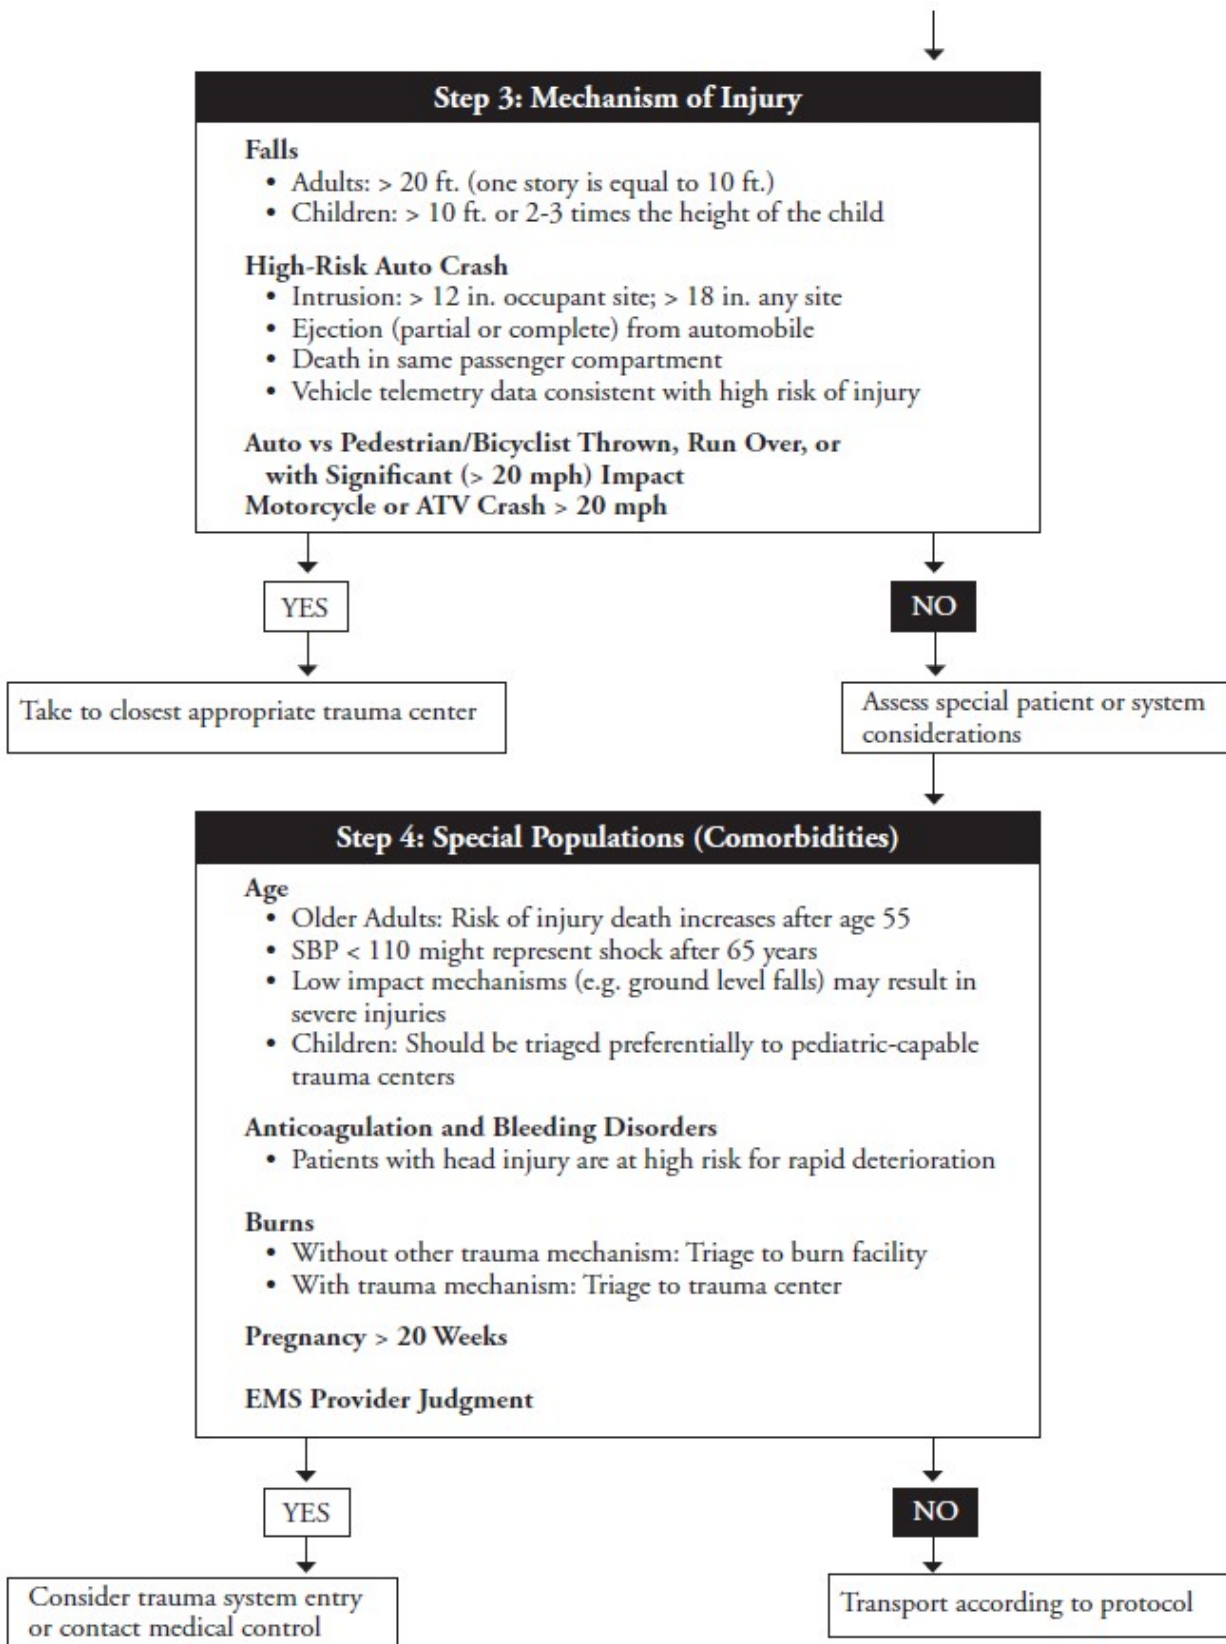 Step 3: Mechanism of Injury
Falls
• Adults: > 20 ft. (one story is equal to 10 ft.)
• Children: > 10 ft. or 2-3 times the height of the child
High-Risk Auto Crash
• Intrusion: > 12 in. occupant site; > 18 in. any site
• Ejection (partial or complete) from automobile
• Death in same passenger compartment
• Vehicle telemetry data consistent with high risk of injury
Auto vs Pedestrian/Bicyclist Thrown, Run Over, or
with Significant (> 20 mph) Impact
Motorcycle or ATV Crash > 20 mph
YES
NO
Take to closest appropriate trauma center
Assess special patient or system
considerations
Step 4: Special Populations (Comorbidities)
Age
• Older Adults: Risk of injury death increases after age 55
• SBP < 110 might represent shock after 65 years
• Low impact mechanisms (e.g. ground level falls) may result in
severe injuries
• Children: Should be triaged preferentially to pediatric-capable
trauma centers
Anticoagulation and Bleeding Disorders
• Patients with head injury are at high risk for rapid deterioration
Burns
• Without other trauma mechanism: Triage to burn facility
• With trauma mechanism: Triage to trauma center
Pregnancy > 20 Weeks
EMS Provider Judgment
YES
NO
Consider trauma system entry
or contact medical control
Transport according to protocol